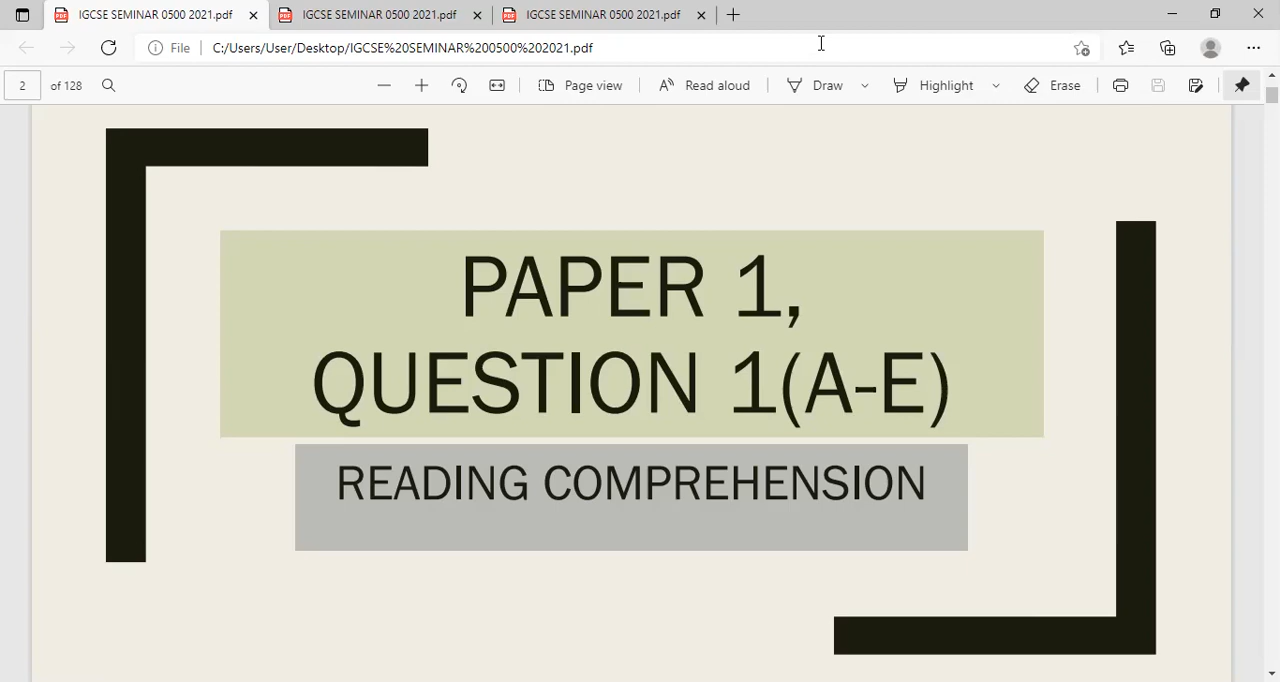 IGCSE SEMINAR 0500 2021.pdf
IGCSE SEMINAR 0500 2021.pdf
IGCSE SEMINAR 0500 2021.pdf
File
C:/Users/User/Desktop/IGCSE%20SEMINAR%200500%202021.pdf
2 of 128
Page view
Read aloud
Draw
Highlight
Erase
PAPER 1,
QUESTION 1(A-E)
READING COMPREHENSION